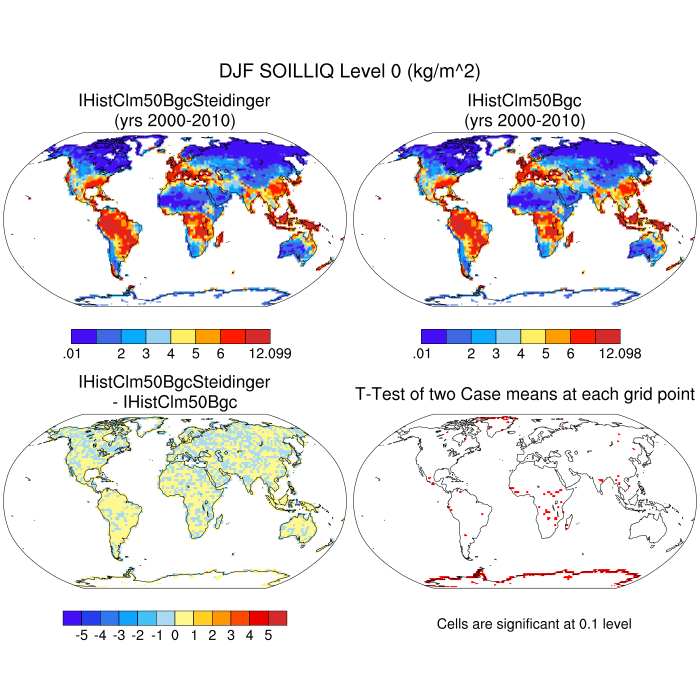 DJF SOILLIQ Level 0 (kg/m^2)
IHistClm50BgcSteidinger
(yrs 2000-2010)
IHistClm50Bgc
(yrs 2000-2010)
.01 2 3 4 5 6 12.099
.01 2 3 4 5 6 12.098
IHistClm50BgcSteidinger
- IHistClm50Bgc
T-Test of two Case means at each grid point
-5 -4 -3 -2 -1 0 1 2 3 4 5
Cells are significant at 0.1 level